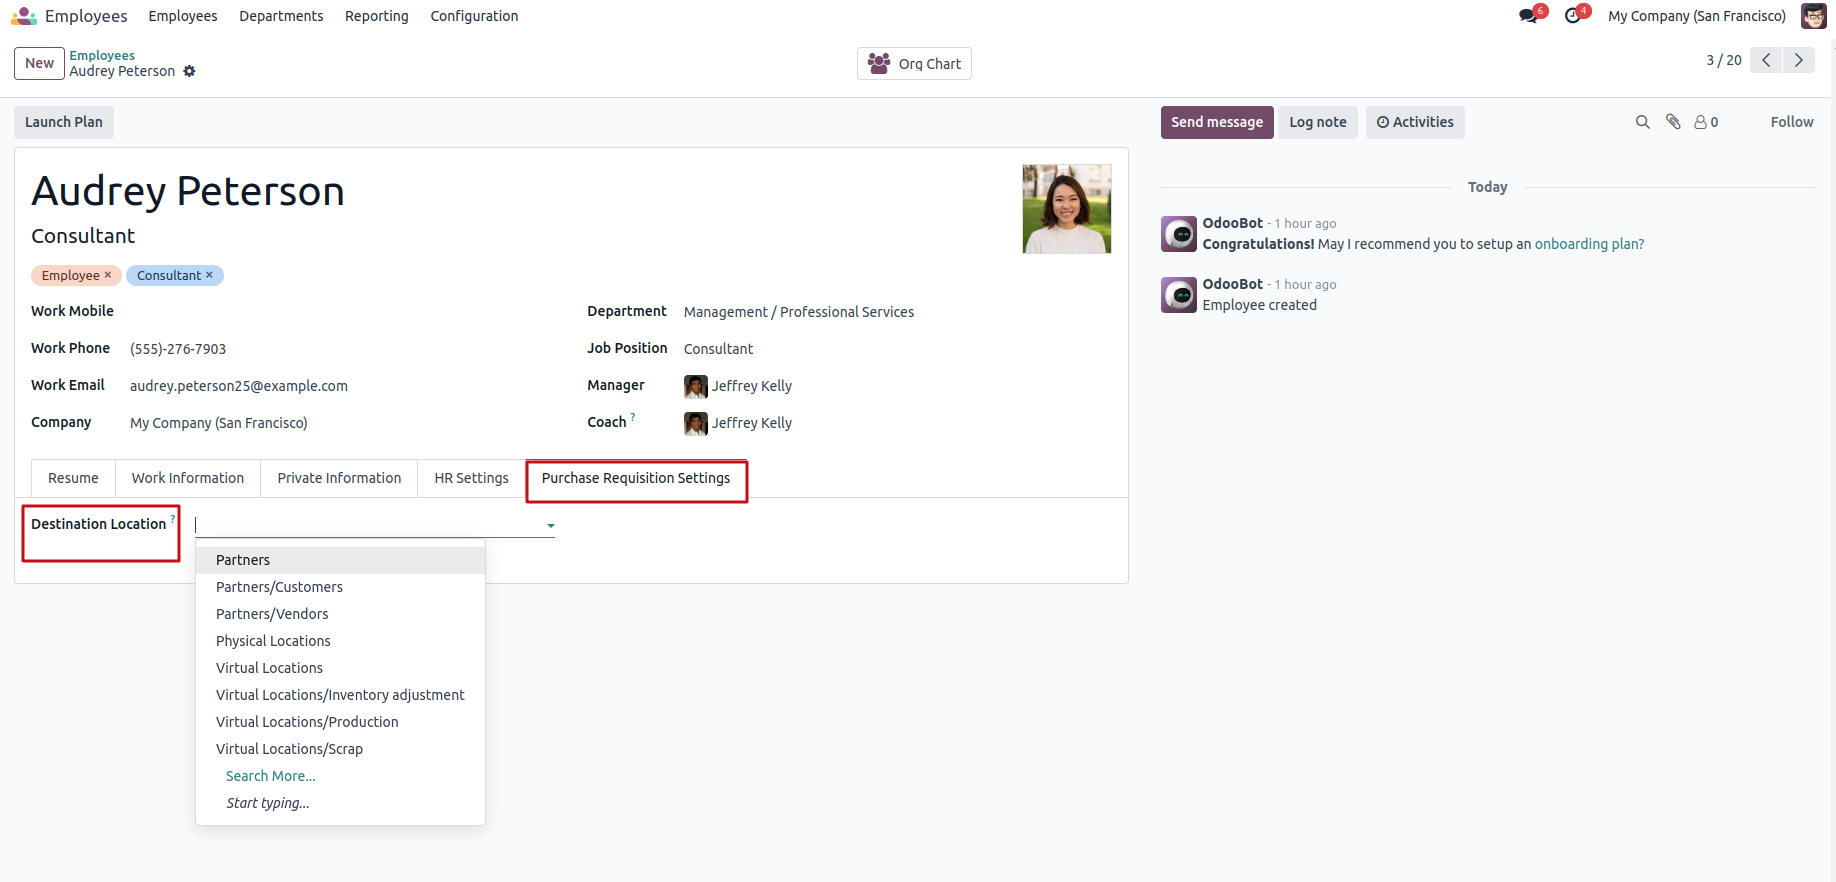 Employees Employees Departments Reporting Configuration 6 4 My Company (San Francisco)
New Employees
Audrey Peterson
Org Chart
3 / 20
Launch Plan
Send message Log note Activities 0 Follow
Audrey Peterson
Consultant
Employee × Consultant ×
Work Mobile
Work Phone (555)-276-7903
Work Email audrey.peterson25@example.com
Company My Company (San Francisco)
Department Management / Professional Services
Job Position Consultant
Manager Jeffrey Kelly
Coach ? Jeffrey Kelly
Resume Work Information Private Information HR Settings Purchase Requisition Settings
Destination Location ?
Partners
Partners/Customers
Partners/Vendors
Physical Locations
Virtual Locations
Virtual Locations/Inventory adjustment
Virtual Locations/Production
Virtual Locations/Scrap
Search More...
Start typing...
Today
OdooBot - 1 hour ago
Congratulations! May I recommend you to setup an onboarding plan?
OdooBot - 1 hour ago
Employee created